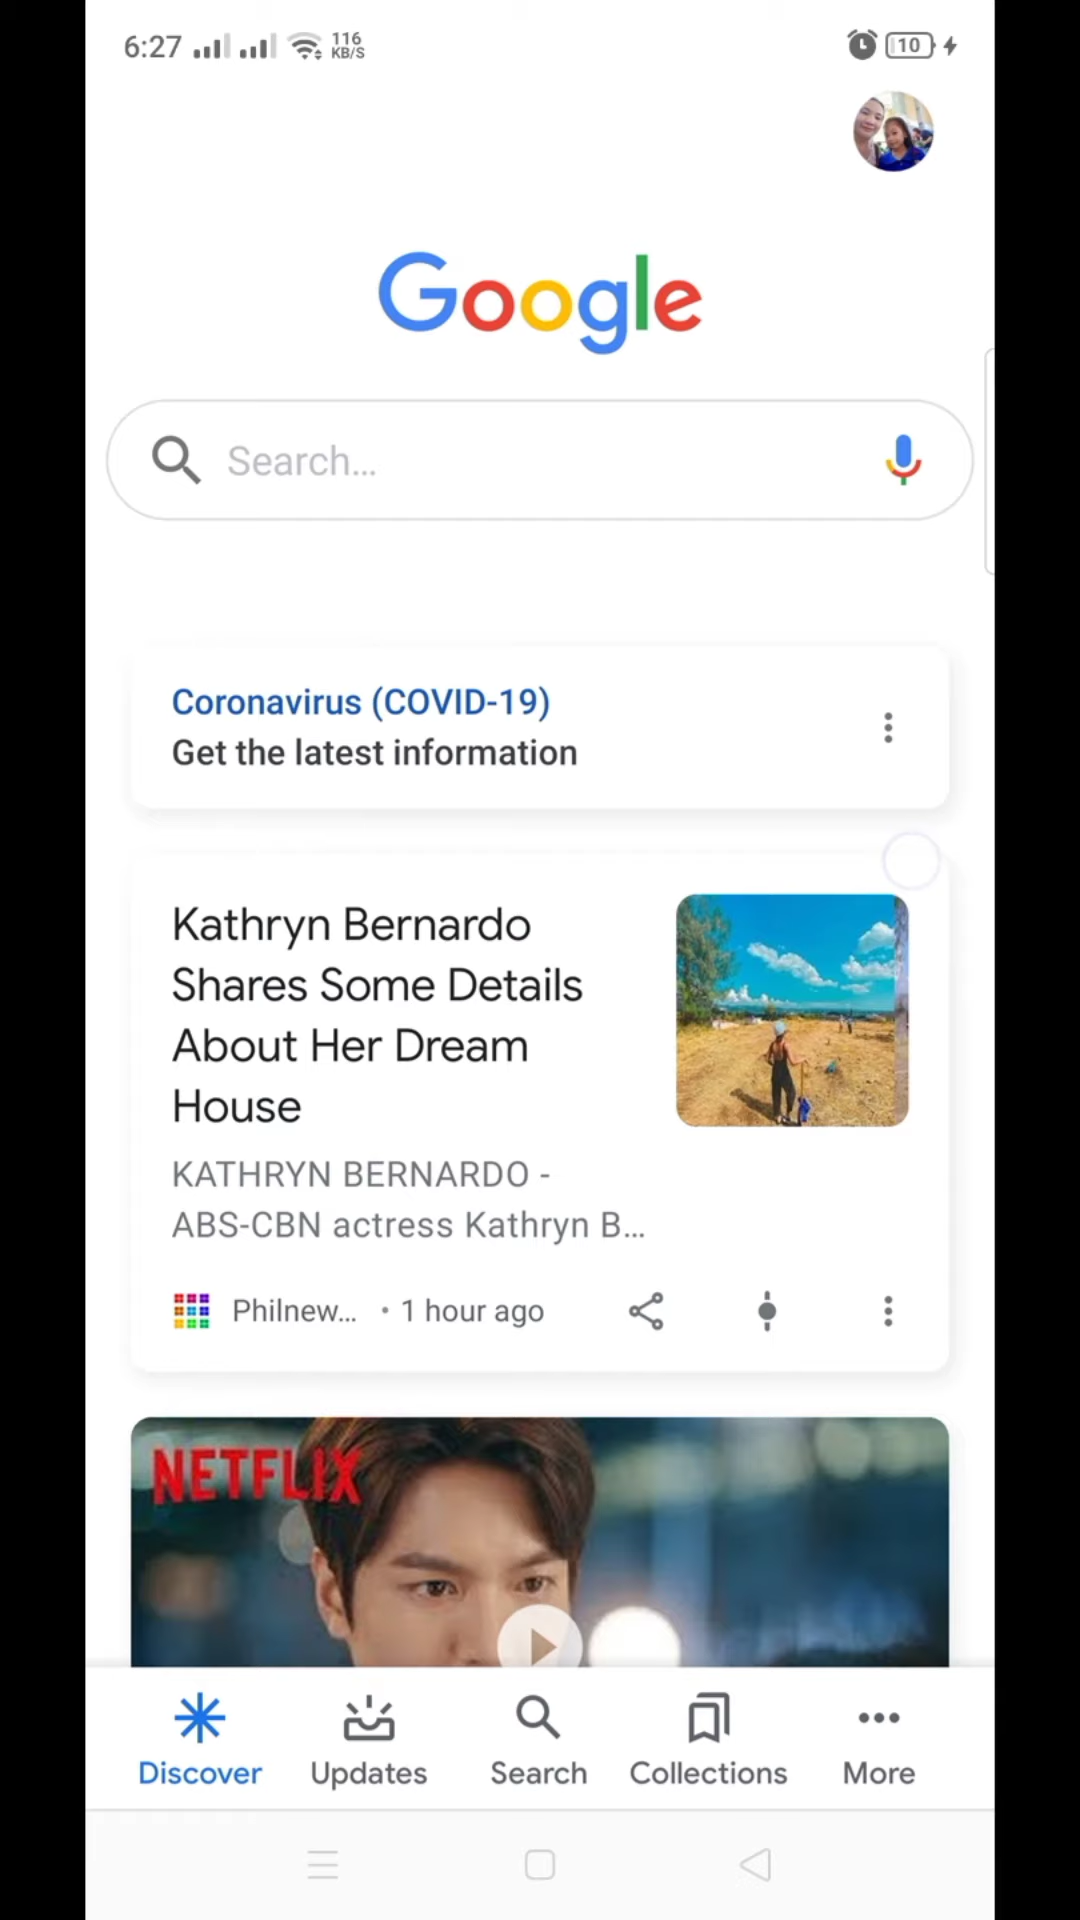 6:27 116 KB/S 10
Google
Search...
Coronavirus (COVID-19)
Get the latest information
Kathryn Bernardo
Shares Some Details
About Her Dream
House
KATHRYN BERNARDO -
ABS-CBN actress Kathryn B...
Philnew... • 1 hour ago
NETFLIX
Discover Updates Search Collections More